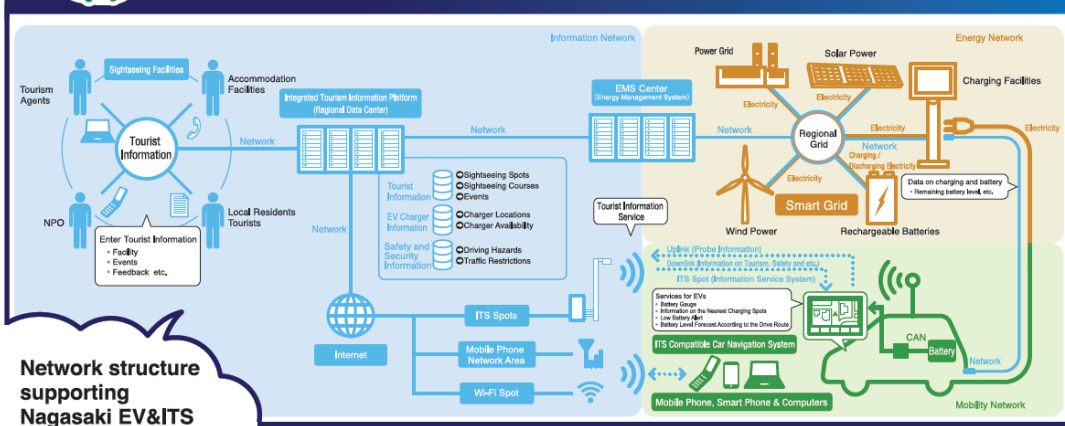 Information Network
Energy Network
Tourism
Agents
Sightseeing Facilities
Accommodation
Facilities
Tourist
Information
Network
NPO
Local Residents
Tourists
Enter Tourist Information
・Facility
・Events
・Feedback etc.
Integrated Tourism Information Platform
(Regional Data Center)
Network
EMS Center
(Energy Management System)
Network
Tourist
Information
Sightseeing Spots
Sightseeing Courses
Events
EV Charger
Information
Charger Locations
Charger Availability
Safety and
Security
Information
Driving Hazards
Traffic Restrictions
Network
Internet
ITS Spots
Mobile Phone
Network Area
Wi-Fi Spot
Tourist Information
Service
Power Grid
Solar Power
Charging Facilities
Electricity
Electricity
Regional
Grid
Electricity
Network
Electricity
Charging /
Discharging Electricity
Electricity
Wind Power
Smart Grid
Rechargeable Batteries
Data on charging and battery
・Remaining battery level, etc.
Uplink (Probe Information)
Downlink (Information on Tourism, Safety and etc.)
ITS Spot (Information Service System)
Services for EVs
・Battery Gauge
・Information on the Nearest Charging Spots
・Low Battery Alert
・Battery Level Forecast According to the Drive Route
ITS Compatible Car Navigation System
CAN
Battery
Network
Mobile Phone, Smart Phone & Computers
Mobility Network
Network structure
supporting
Nagasaki EV&ITS